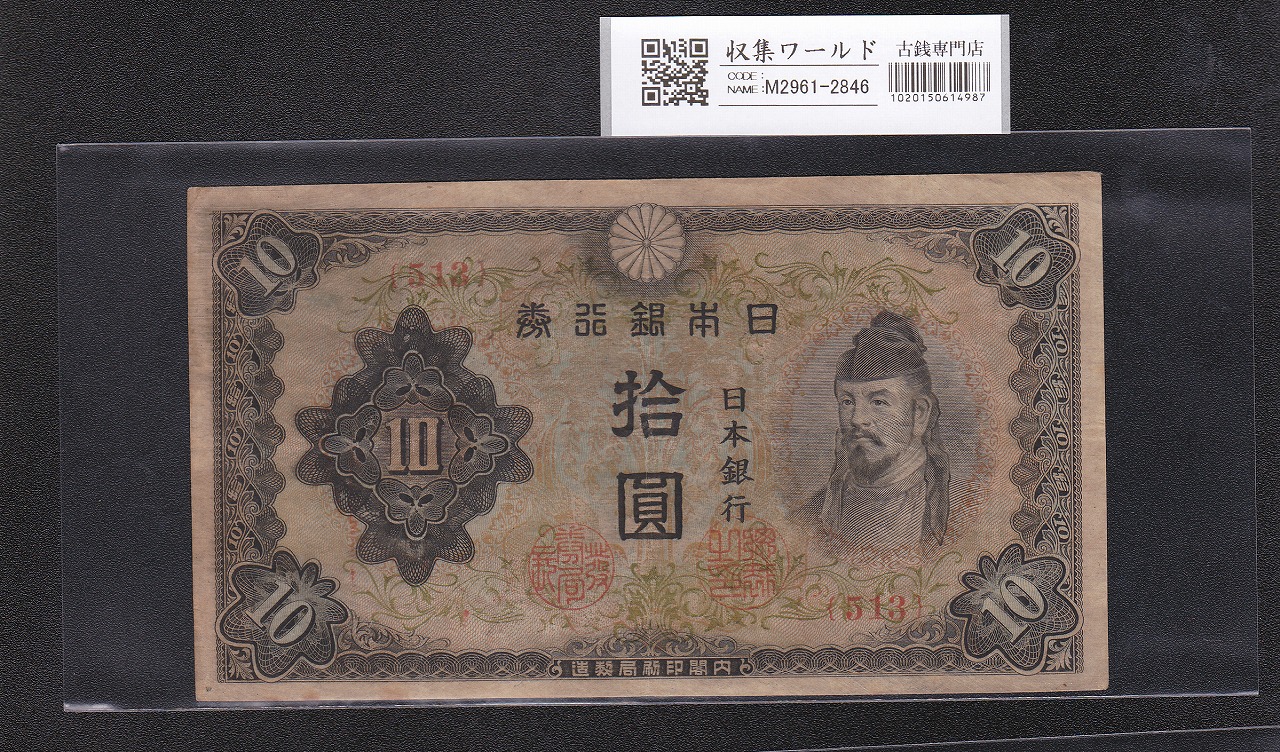 収集ワールド 古銭専門店
CODE :
NAME : M2961-2846
1020150614987
10 10
(513)
券行銀本日
拾圓
日本銀行
10
(513)
10 10
造製局刷印閣内